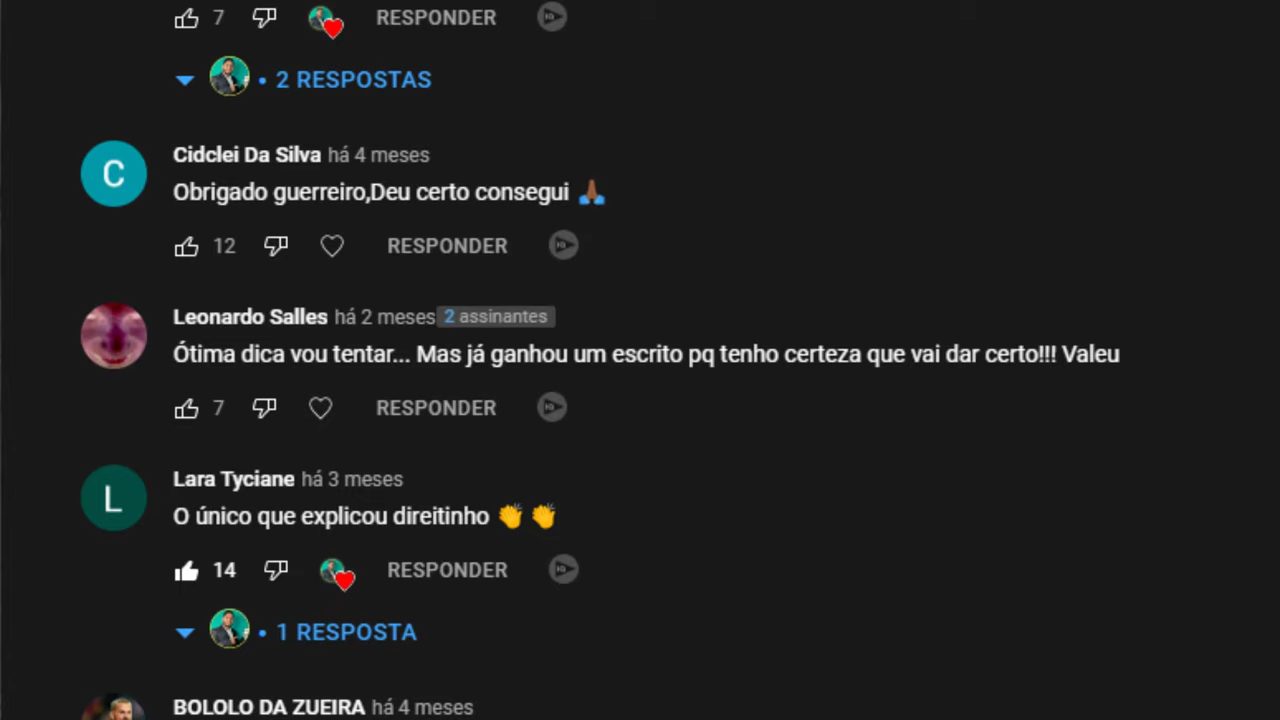 7 RESPONDER
2 RESPOSTAS
C
Cidclei Da Silva há 4 meses
Obrigado guerreiro,Deu certo consegui 🙏🏾
12 RESPONDER
Leonardo Salles há 2 meses 2 assinantes
Ótima dica vou tentar... Mas já ganhou um escrito pq tenho certeza que vai dar certo!!! Valeu
7 RESPONDER
L
Lara Tyciane há 3 meses
O único que explicou direitinho 👏 👏
14 RESPONDER
1 RESPOSTA
BOLOLO DA ZUEIRA há 4 meses